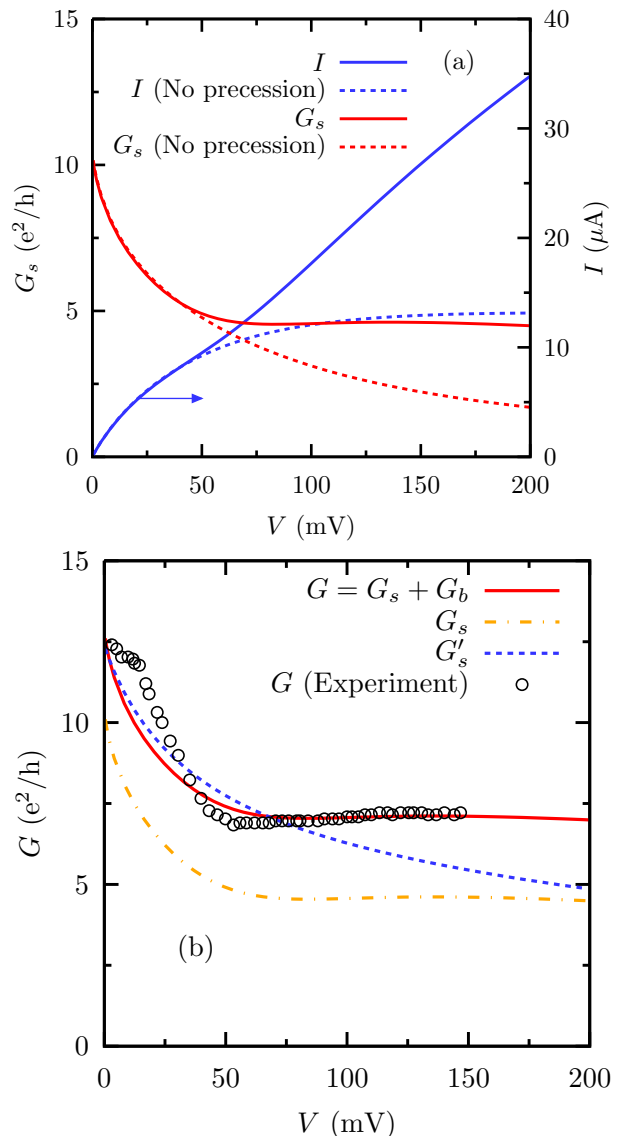 15
10
5
0
G_s (e²/h)
40
30
20
10
0
I (μA)
I
(a)
I (No precession)
G_s
G_s (No precession)
0 50 100 150 200
V (mV)
15
10
5
0
G (e²/h)
G = G_s + G_b
G_s
G′_s
G (Experiment)
(b)
0 50 100 150 200
V (mV)